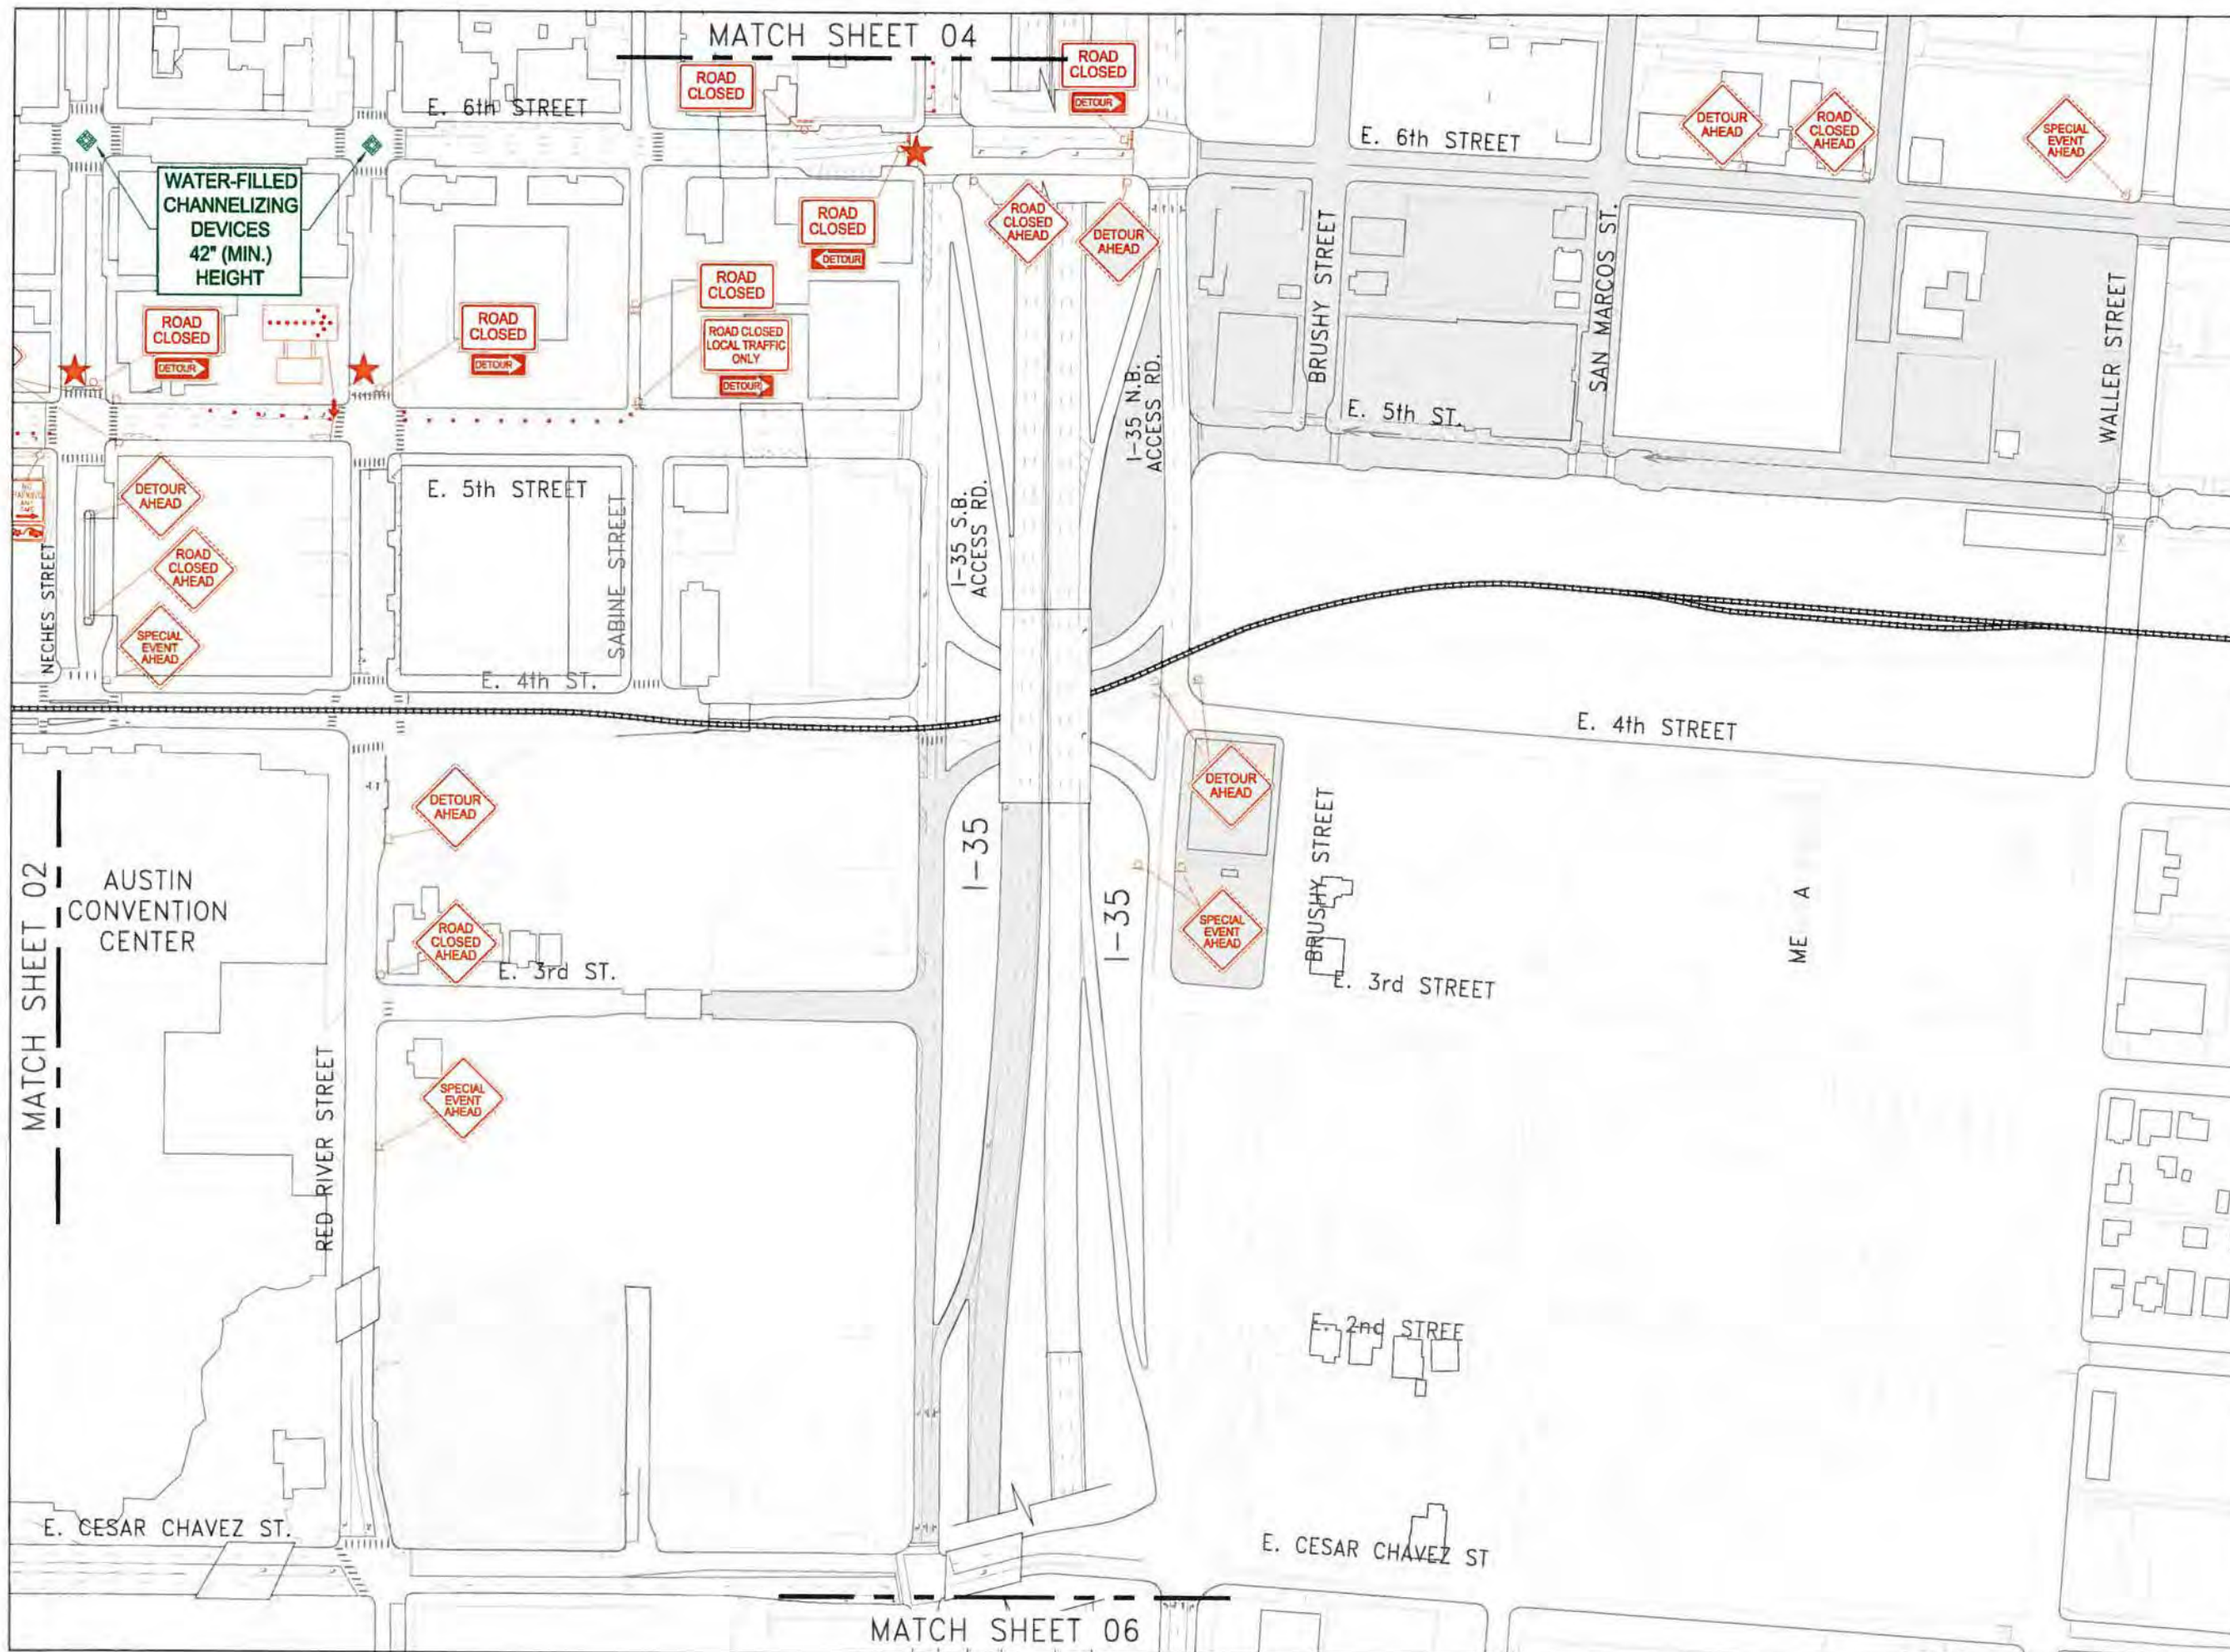 MATCH SHEET 04
ROAD
CLOSED
ROAD
CLOSED
DETOUR
E. 6th STREET
E. 6th STREET
DETOUR
AHEAD
ROAD
CLOSED
AHEAD
SPECIAL
EVENT
AHEAD
WATER-FILLED
CHANNELIZING
DEVICES
42" (MIN.)
HEIGHT
ROAD
CLOSED
DETOUR
ROAD
CLOSED
AHEAD
DETOUR
AHEAD
BRUSHY STREET
SAN MARCOS ST.
WALLER STREET
ROAD
CLOSED
ROAD
CLOSED
DETOUR
ROAD
CLOSED
DETOUR
ROAD CLOSED
LOCAL TRAFFIC
ONLY
DETOUR
I-35 N.B.
ACCESS RD.
E. 5th ST.
DETOUR
AHEAD
E. 5th STREET
I-35 S.B.
ACCESS RD.
NO
PARKING
ANY
TIME
NECHES STREET
ROAD
CLOSED
AHEAD
SABINE STREET
SPECIAL
EVENT
AHEAD
E. 4th ST.
E. 4th STREET
DETOUR
AHEAD
DETOUR
AHEAD
I-35
BRUSHY STREET
MATCH SHEET 02
AUSTIN
CONVENTION
CENTER
I-35
SPECIAL
EVENT
AHEAD
ME A
ROAD
CLOSED
AHEAD
E. 3rd ST.
E. 3rd STREET
RED RIVER STREET
SPECIAL
EVENT
AHEAD
E. 2nd STREE
E. CESAR CHAVEZ ST.
E. CESAR CHAVEZ ST
MATCH SHEET 06